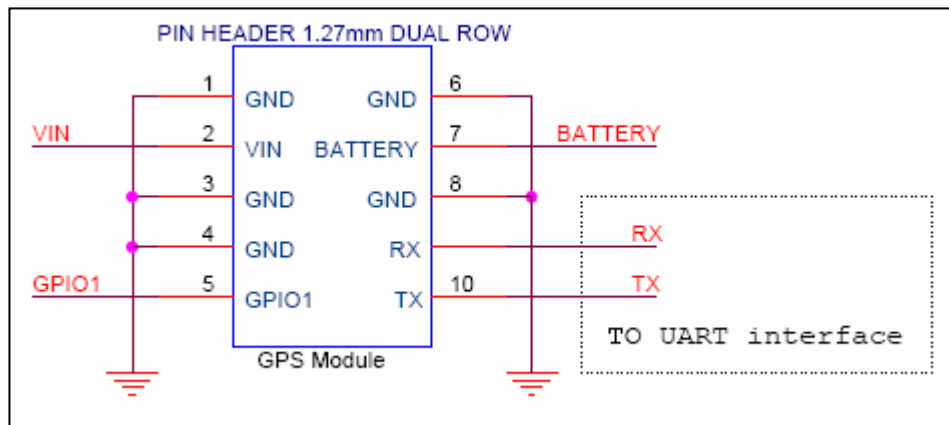 PIN HEADER 1.27mm DUAL ROW
1 GND GND 6
VIN 2 VIN BATTERY 7 BATTERY
3 GND GND 8
4 GND RX RX
GPIO1 5 GPIO1 TX 10 TX
GPS Module
TO UART interface